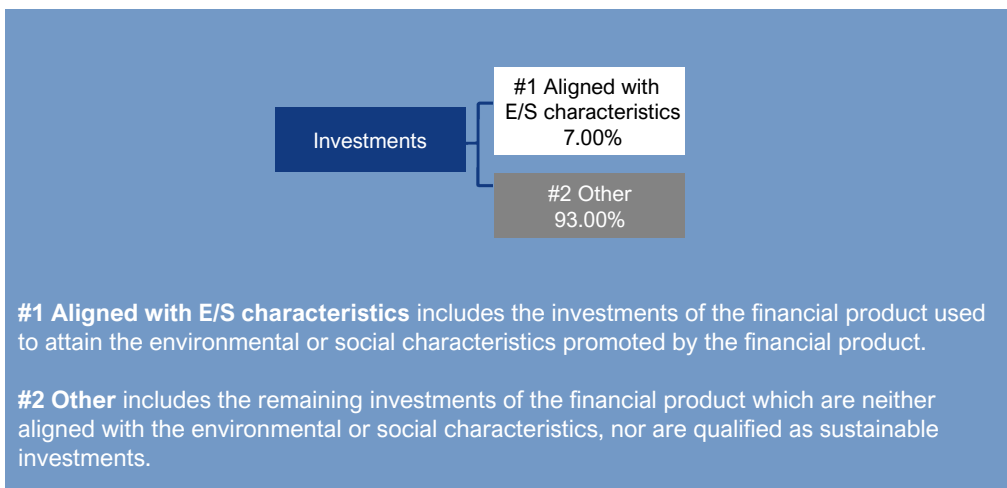 Investments
#1 Aligned with
E/S characteristics
7.00%
#2 Other
93.00%
#1 Aligned with E/S characteristics includes the investments of the financial product used
to attain the environmental or social characteristics promoted by the financial product.
#2 Other includes the remaining investments of the financial product which are neither
aligned with the environmental or social characteristics, nor are qualified as sustainable
investments.